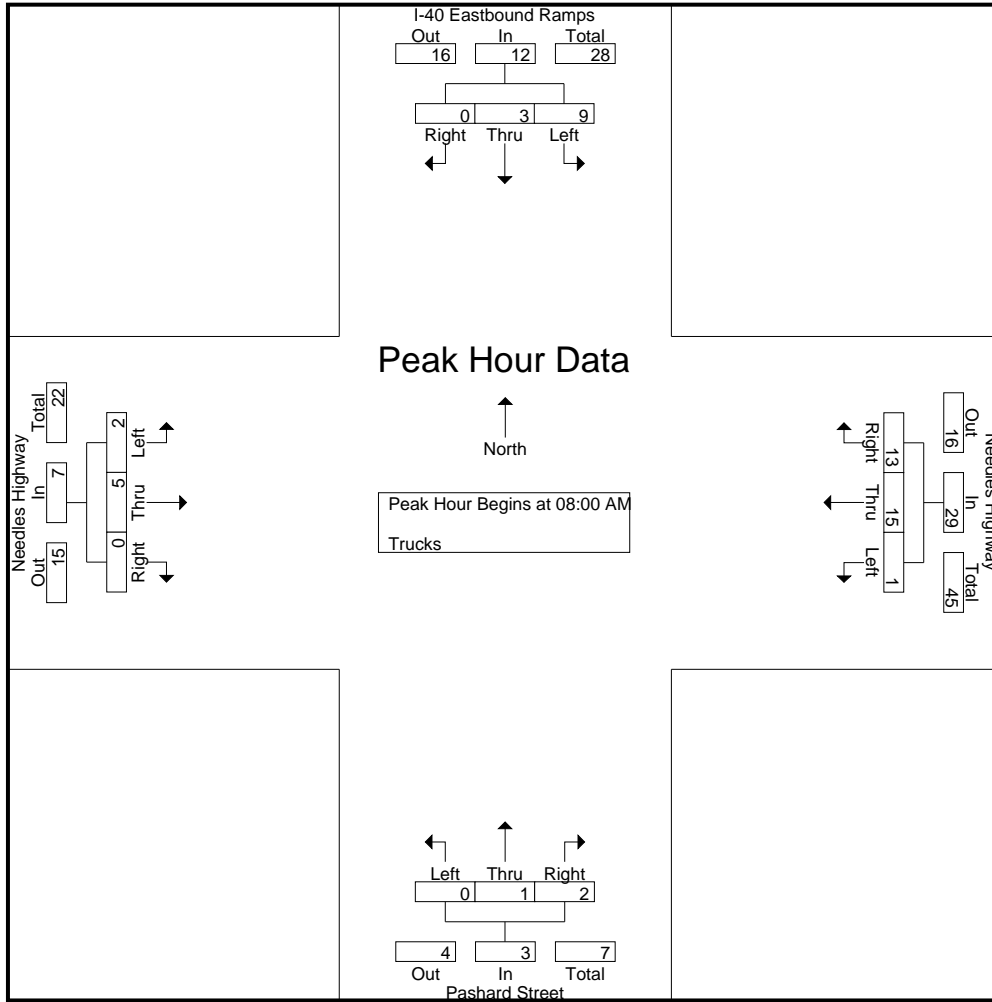 I-40 Eastbound Ramps
Out In Total
16 12 28
0 3 9
Right Thru Left
Peak Hour Data
North
Peak Hour Begins at 08:00 AM
Trucks
Needles Highway
Total In Out
22 7 15
2 5 0
Left Thru Right
Right Thru Left
13 15 1
16 29 45
Out In Total
Needles Highway
Left Thru Right
0 1 2
4 3 7
Out In Total
Pashard Street